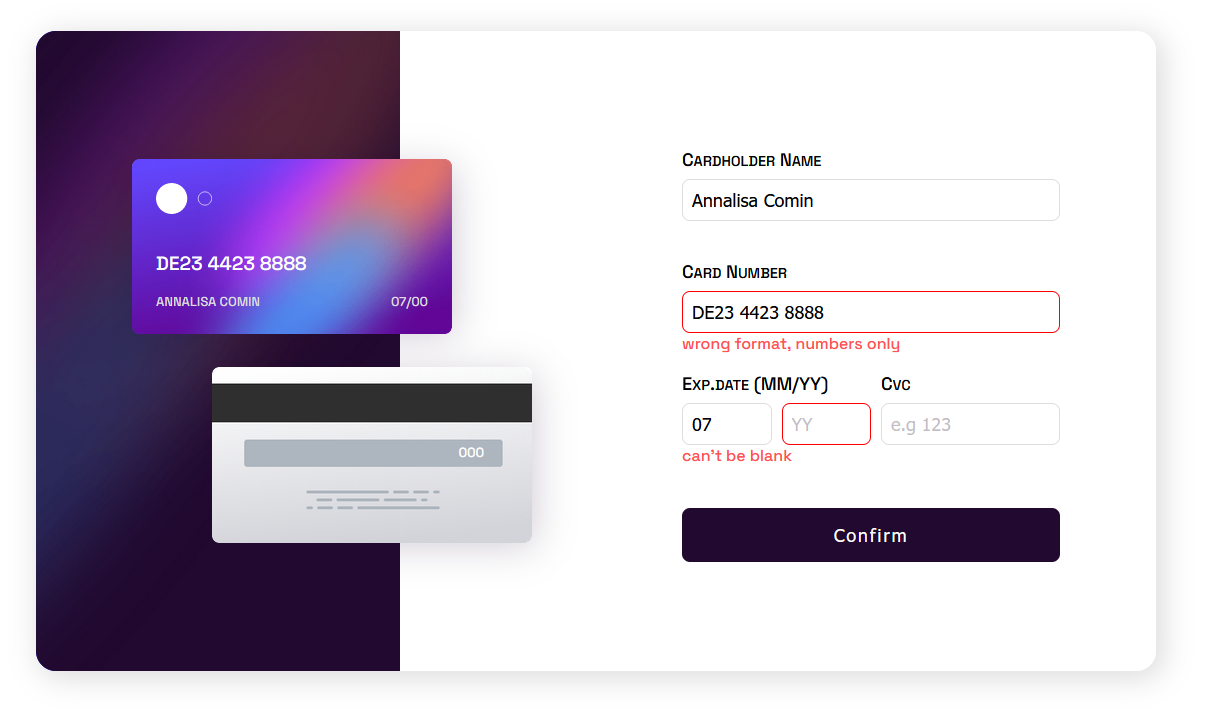 DE23 4423 8888
ANNALISA COMIN 07/00
000
Cardholder Name
Annalisa Comin
Card Number
DE23 4423 8888
wrong format, numbers only
Exp.date (MM/YY) Cvc
07 YY e.g 123
can't be blank
Confirm